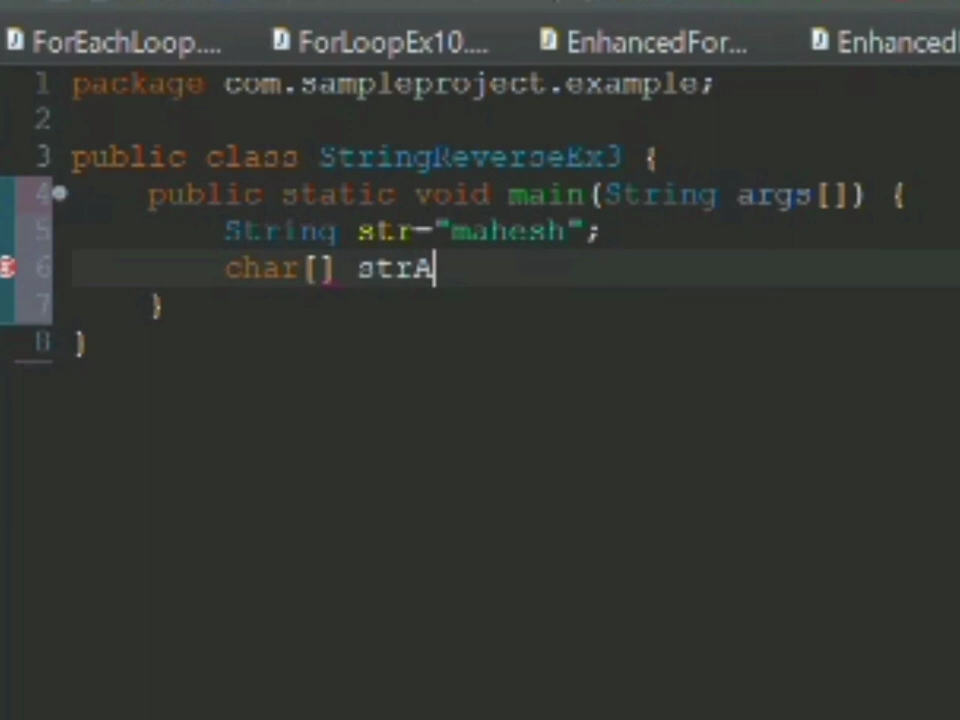 ForEachLoop.... ForLoopEx10.... EnhancedFor... Enhanced
1 package com.sampleproject.example;
2
3 public class StringReverseEx3 {
4 public static void main(String args[]) {
5 String str="mahesh";
6 char[] strA
7 }
8 }